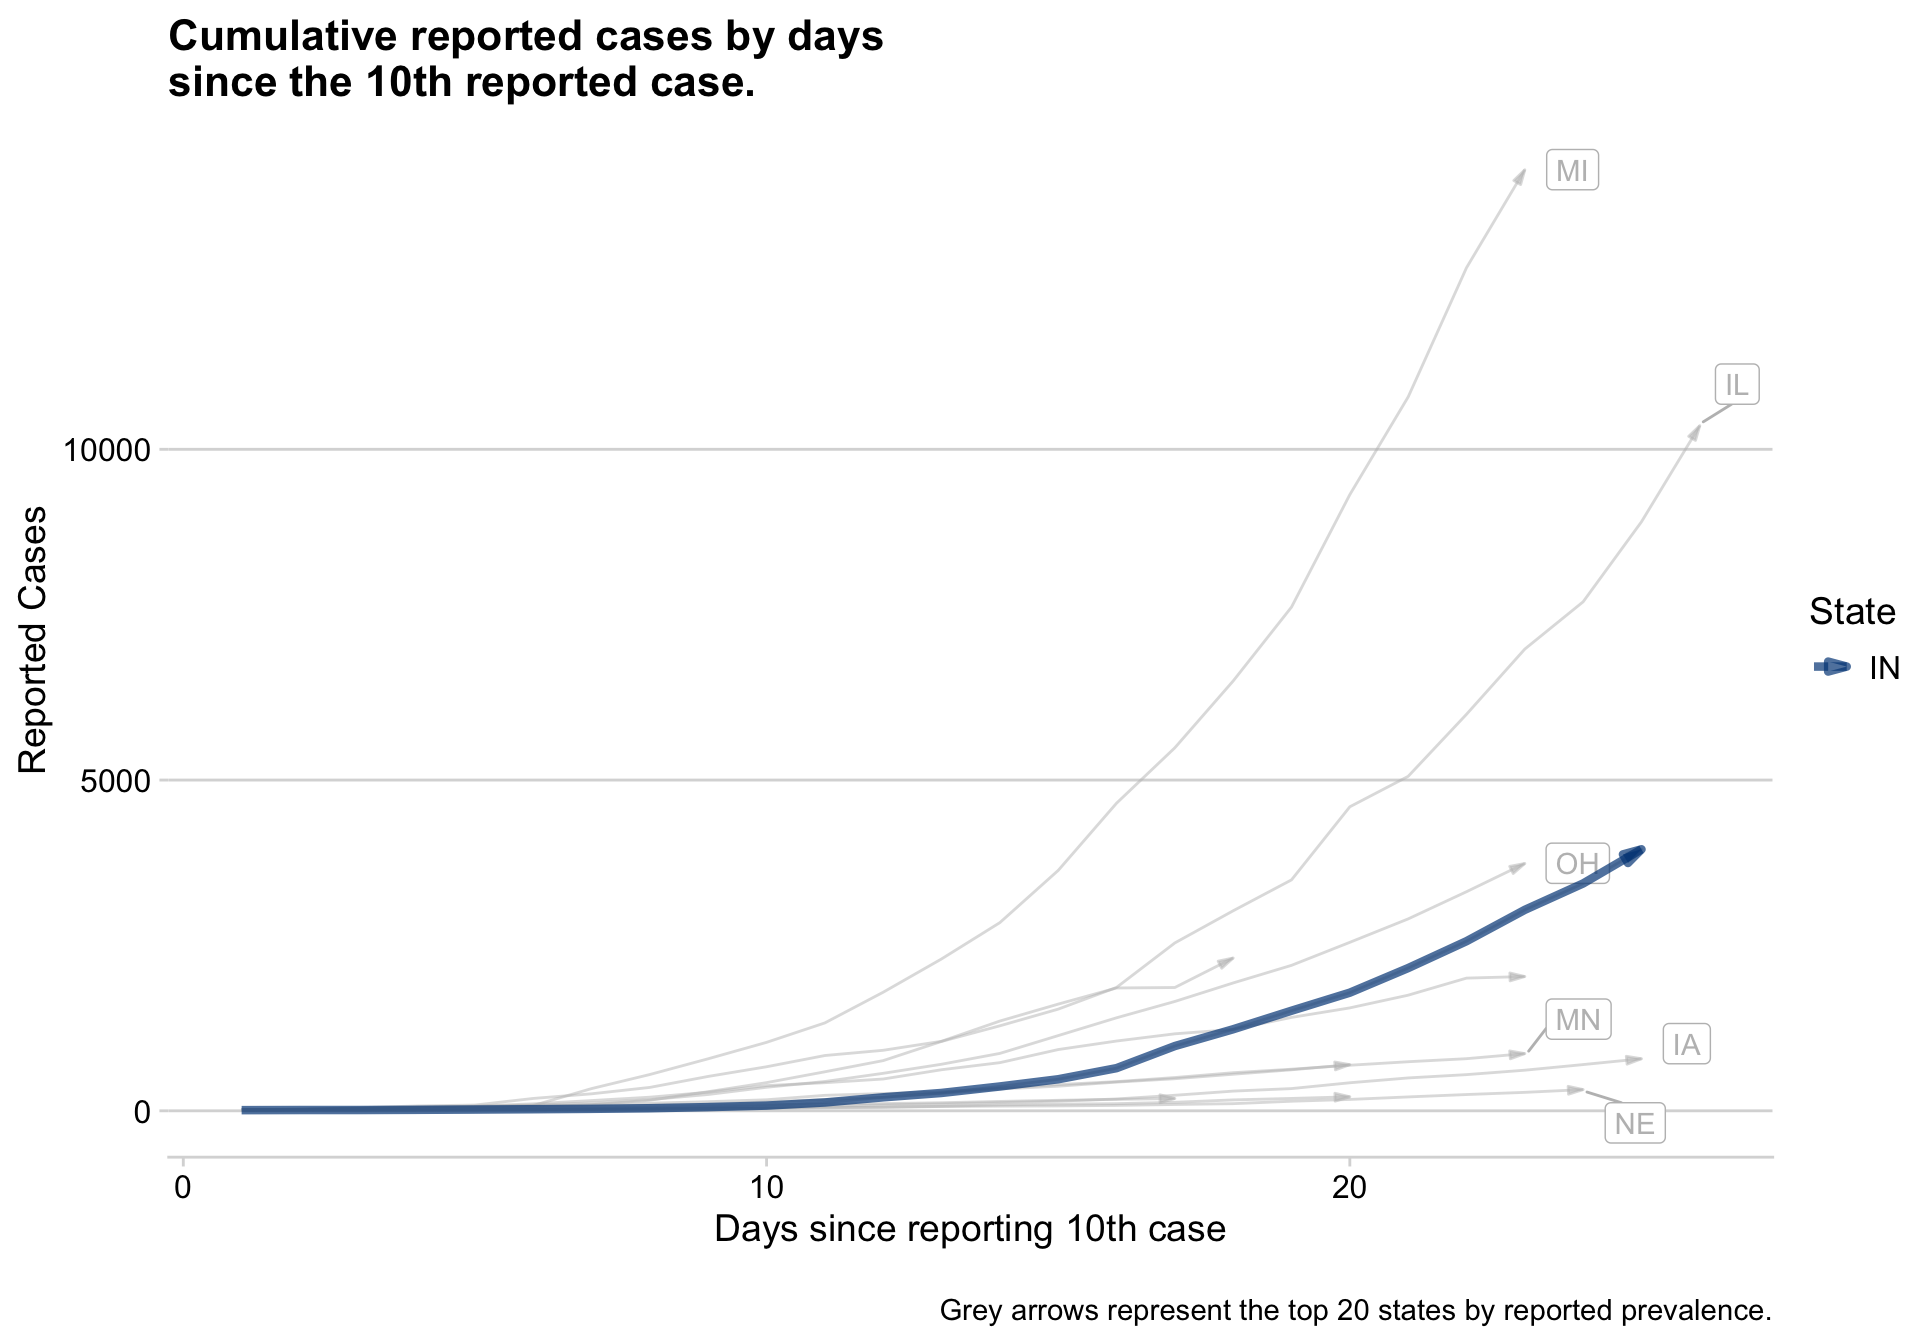 Cumulative reported cases by days
since the 10th reported case.
MI
IL
10000
Reported Cases
State
IN
5000
OH
MN
IA
0
NE
0 10 20
Days since reporting 10th case
Grey arrows represent the top 20 states by reported prevalence.